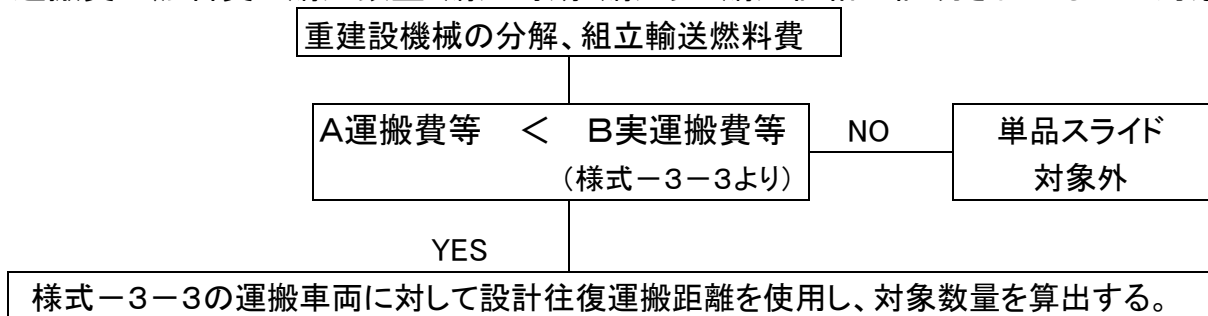 重建設機械の分解、組立輸送燃料費
A運搬費等 < B実運搬費等
NO
単品スライド
(様式-3-3より)
対象外
YES
様式-3-3の運搬車両に対して設計往復運搬距離を使用し、対象数量を算出する。